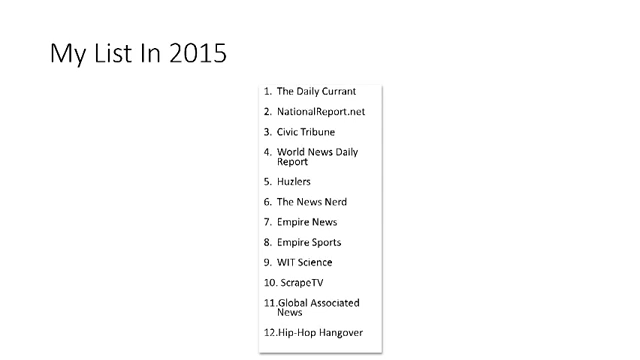 My List In 2015
1. The Daily Currant
2. NationalReport.net
3. Civic Tribune
4. World News Daily
Report
5. Huzlers
6. The News Nerd
7. Empire News
8. Empire Sports
9. WIT Science
10. ScrapeTV
11.Global Associated
News
12.Hip-Hop Hangover